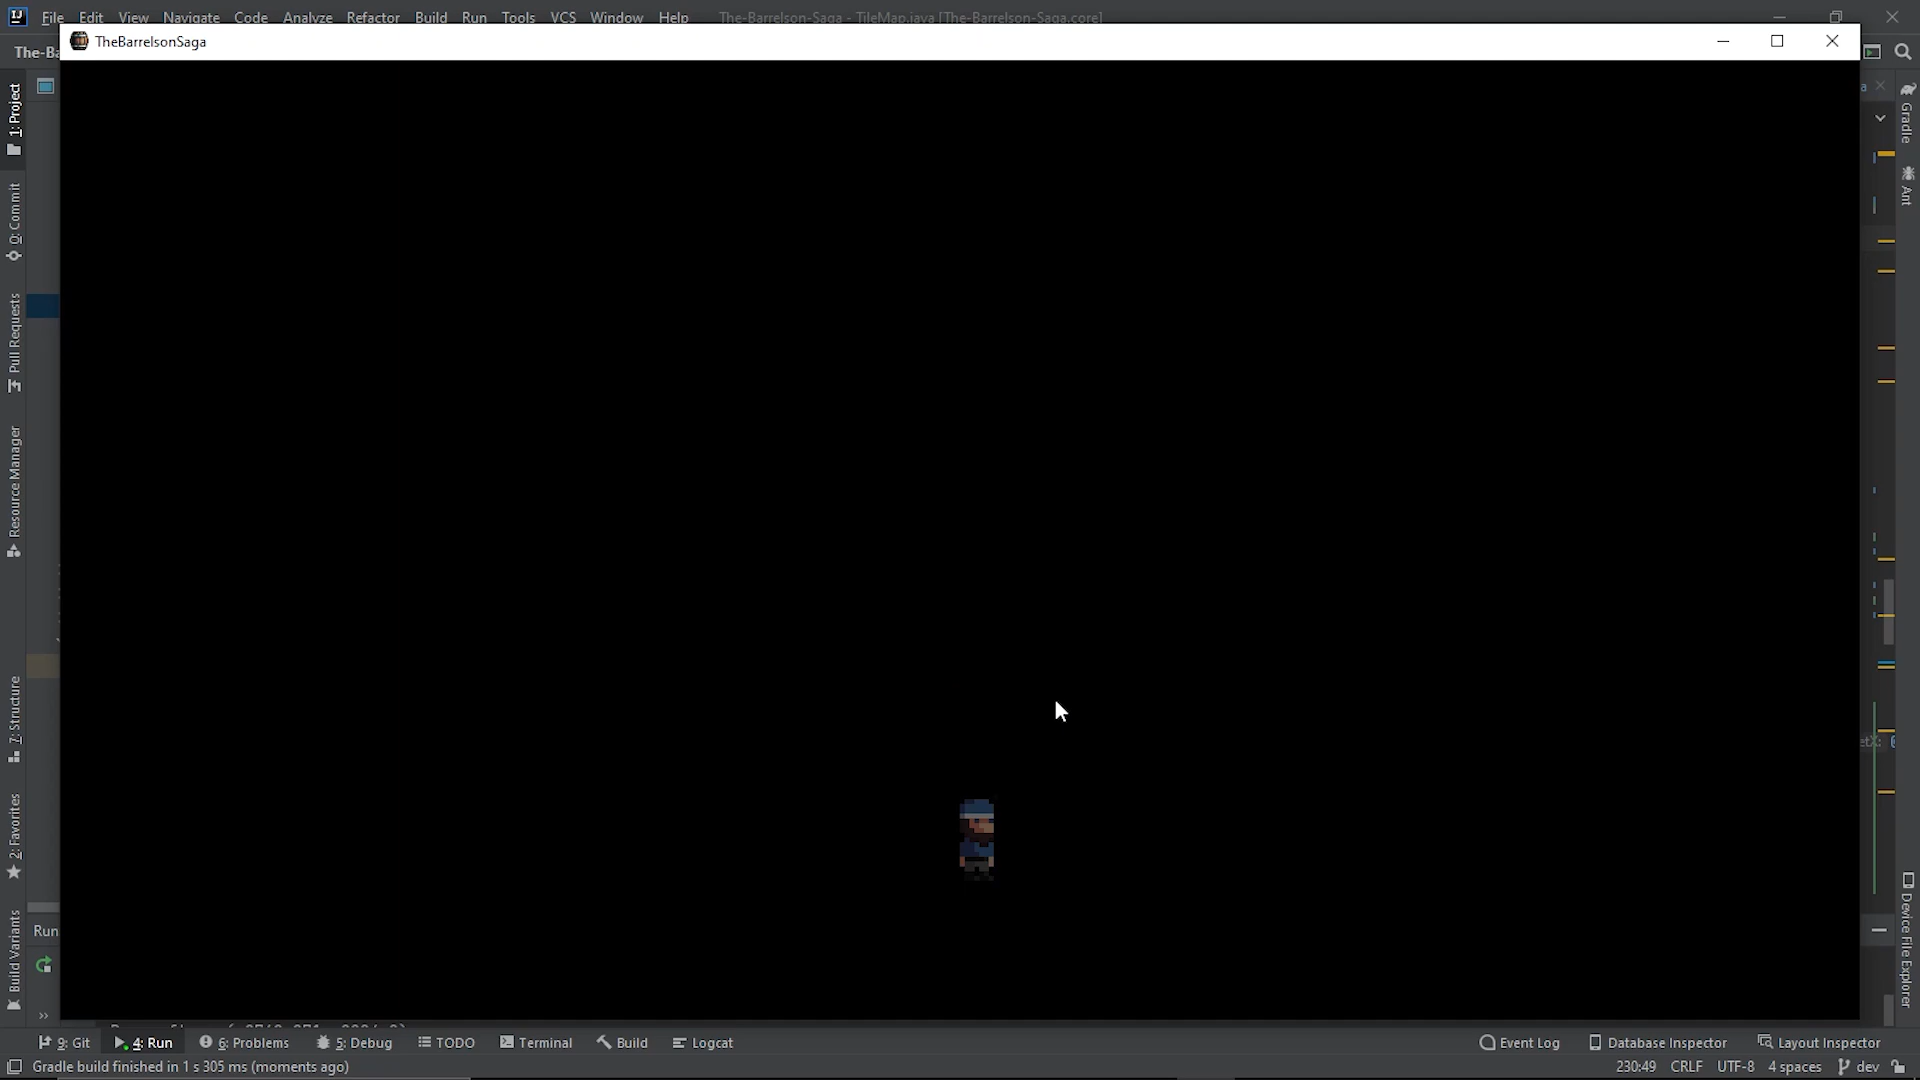 File Edit View Navigate Code Refactor Build Run Tools VCS Window Help The-Barrelson-Saga - TileMap.java [The-Barrelson-Saga.core]
TheBarrelsonSaga
The-Ba
1: Project
0: Commit
Pull Requests
Resource Manager
7: Structure
2: Favorites
Build Variants
a
Gradle
Ant
Device File Explorer
Run
9: Git 4: Run 6: Problems 5: Debug TODO Terminal Build Logcat Event Log Database Inspector Layout Inspector
Gradle build finished in 1 s 305 ms (moments ago) 230:49 CRLF UTF-8 4 spaces dev